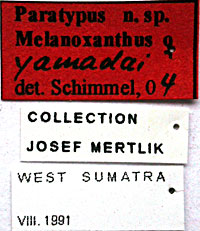 Paratypus n. sp.
Melanoxanthus ♀
yamadai
det. Schimmel, 04
COLLECTION
JOSEF MERTLIK
WEST SUMATRA
VIII. 1991